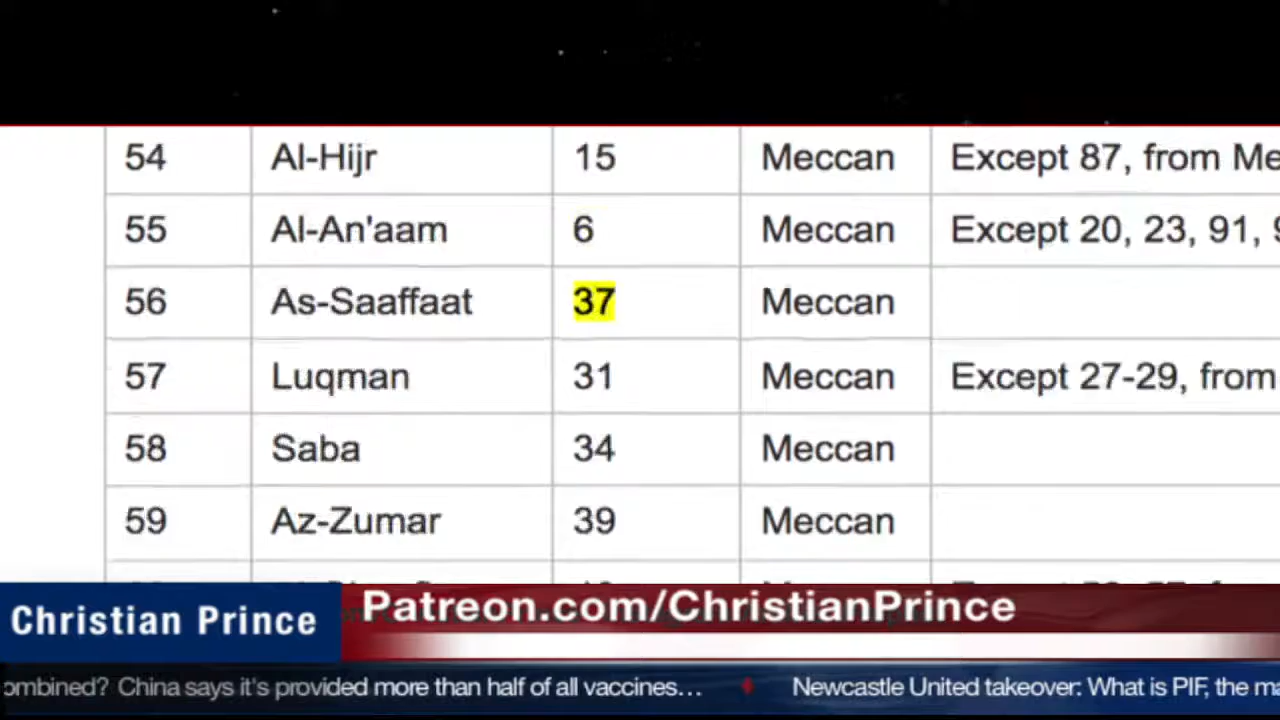 54 Al-Hijr 15 Meccan Except 87, from Me
55 Al-An'aam 6 Meccan Except 20, 23, 91, 9
56 As-Saaffaat 37 Meccan
57 Luqman 31 Meccan Except 27-29, from
58 Saba 34 Meccan
59 Az-Zumar 39 Meccan
Christian Prince
Patreon.com/ChristianPrince
ombined? China says it's provided more than half of all vaccines... Newcastle United takeover: What is PIF, the ma